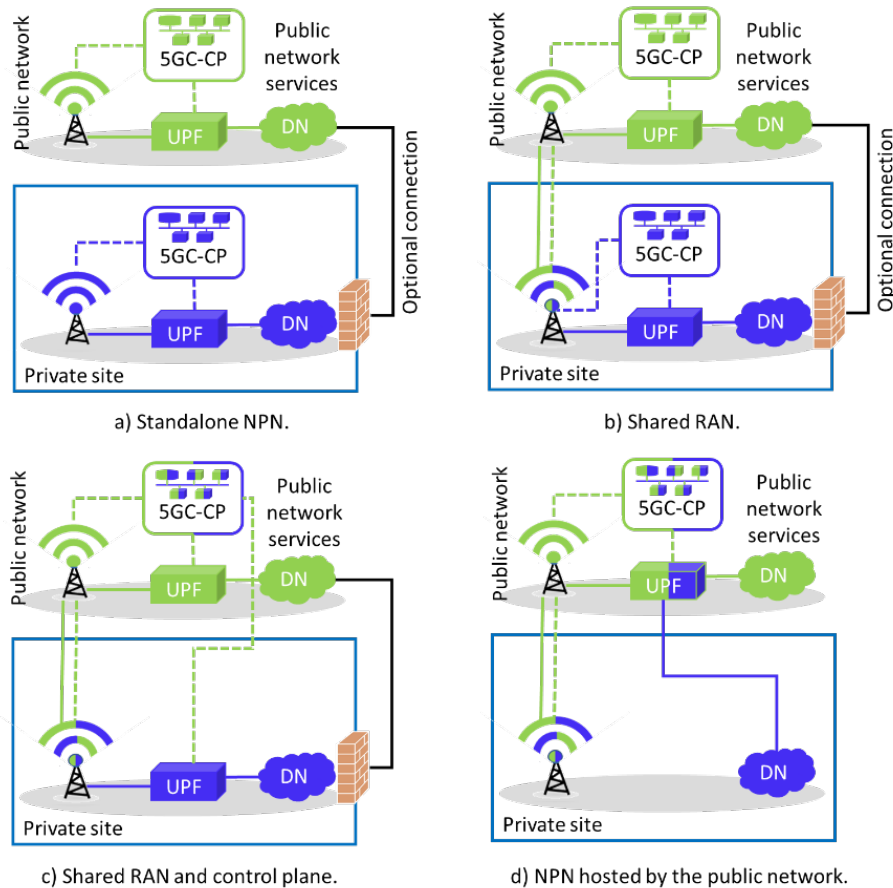 Public network
5GC-CP
Public
network
services
UPF
DN
Optional connection
5GC-CP
UPF
DN
Private site
a) Standalone NPN.
Public network
5GC-CP
Public
network
services
UPF
DN
Optional connection
5GC-CP
UPF
DN
Private site
b) Shared RAN.
Public network
5GC-CP
Public
network
services
UPF
DN
UPF
DN
Private site
c) Shared RAN and control plane.
Public network
5GC-CP
Public
network
services
UPF
DN
DN
Private site
d) NPN hosted by the public network.